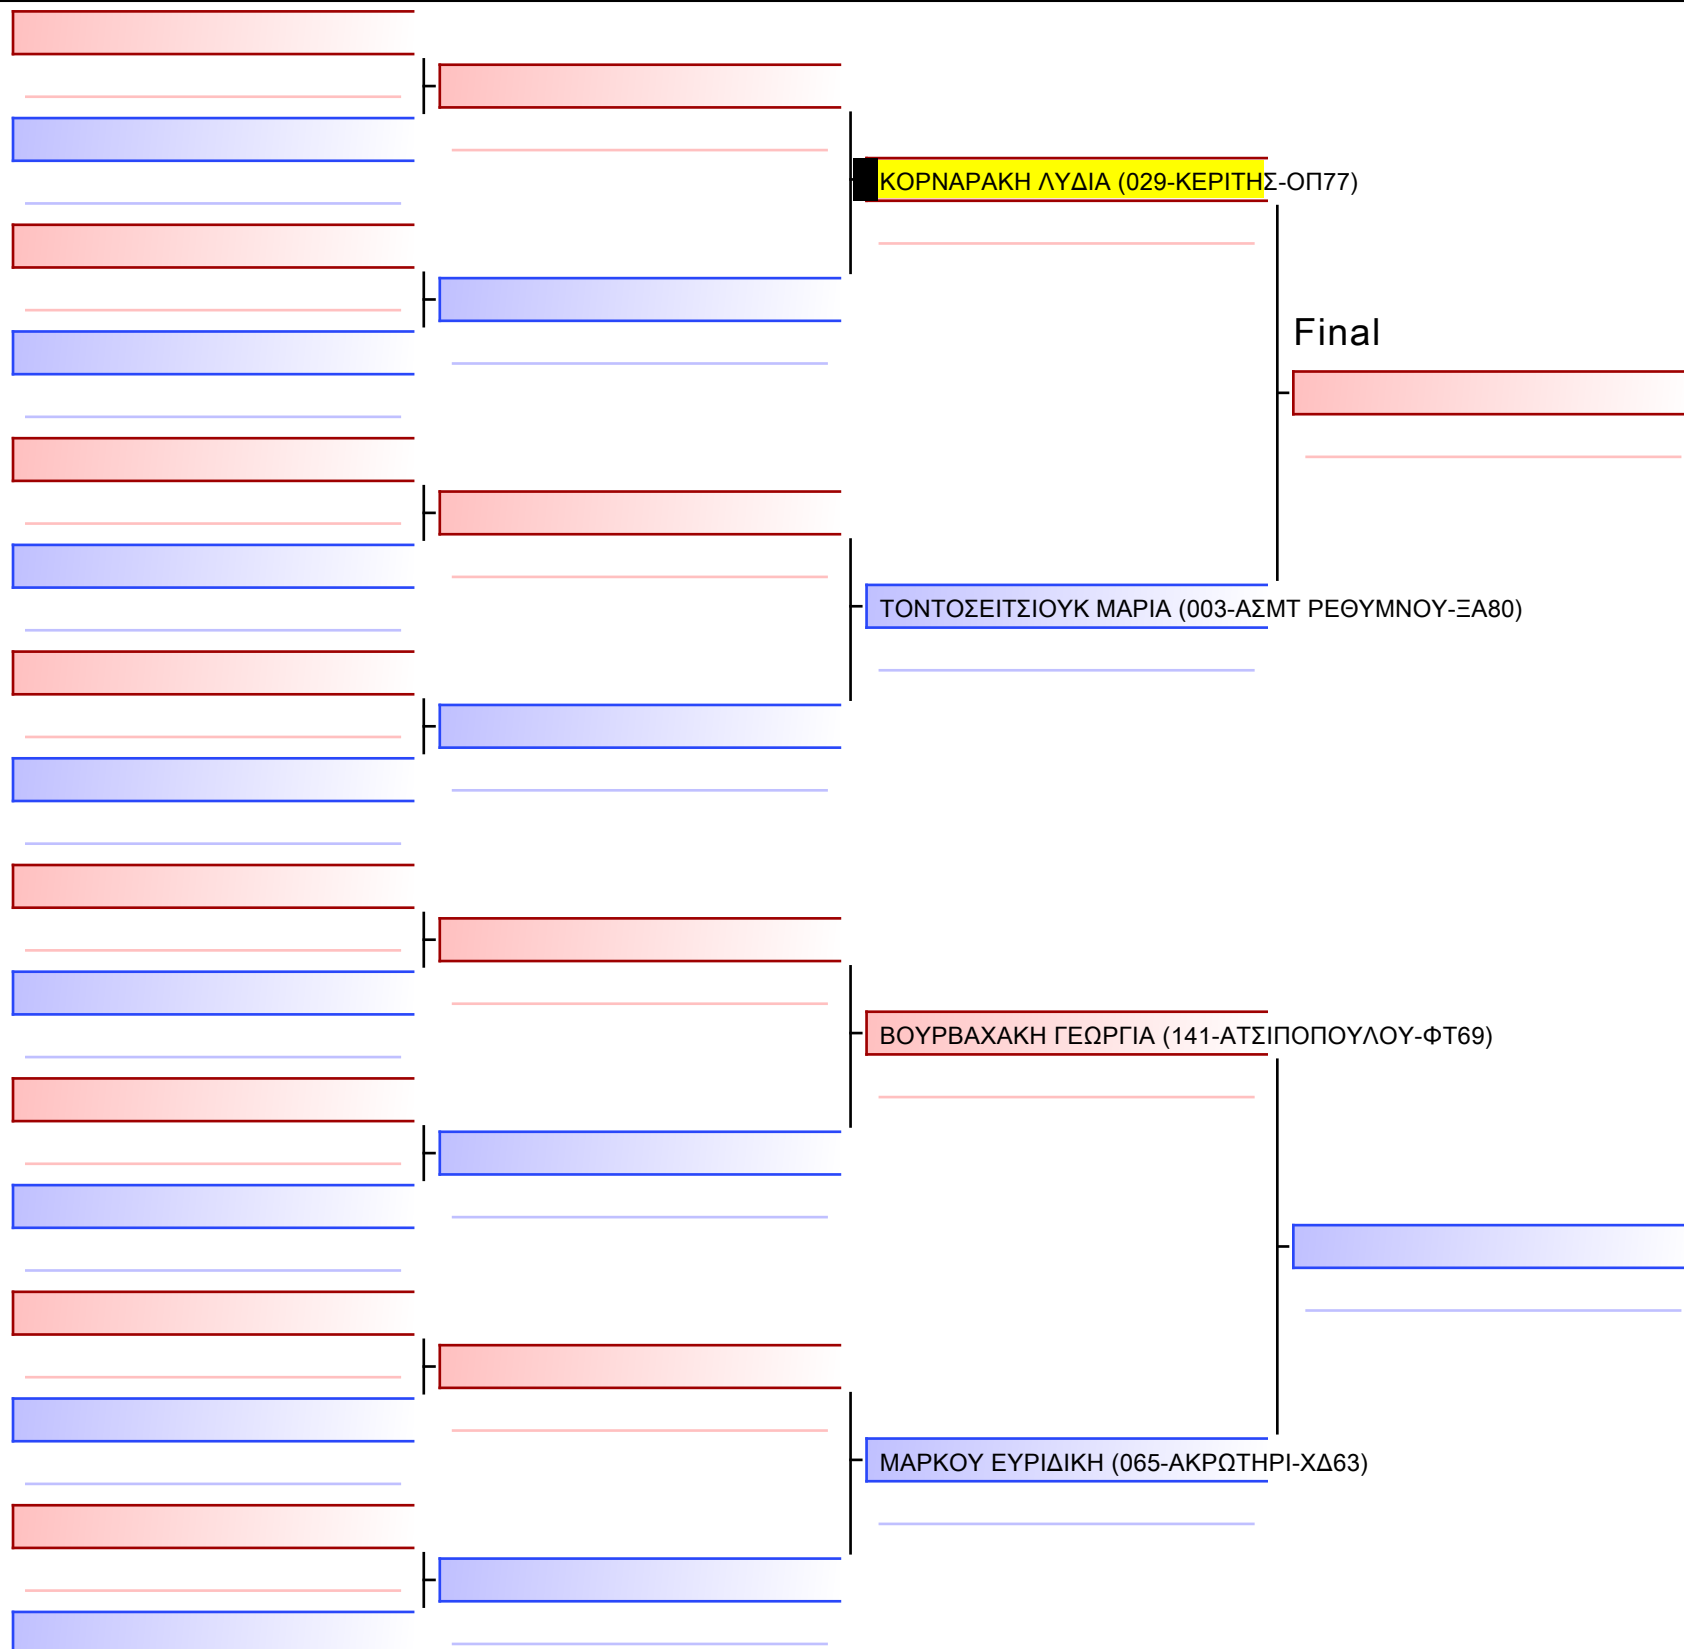 ΚΟΡΝΑΡΑΚΗ ΛΥΔΙΑ (029-ΚΕΡΙΤΗΣ-ΟΠ77)
Final
ΤΟΝΤΟΣΕΙΤΣΙΟΥΚ ΜΑΡΙΑ (003-ΑΣΜΤ ΡΕΘΥΜΝΟΥ-ΞΑ80)
ΒΟΥΡΒΑΧΑΚΗ ΓΕΩΡΓΙΑ (141-ΑΤΣΙΠΟΠΟΥΛΟΥ-ΦΤ69)
ΜΑΡΚΟΥ ΕΥΡΙΔΙΚΗ (065-ΑΚΡΩΤΗΡΙ-ΧΔ63)